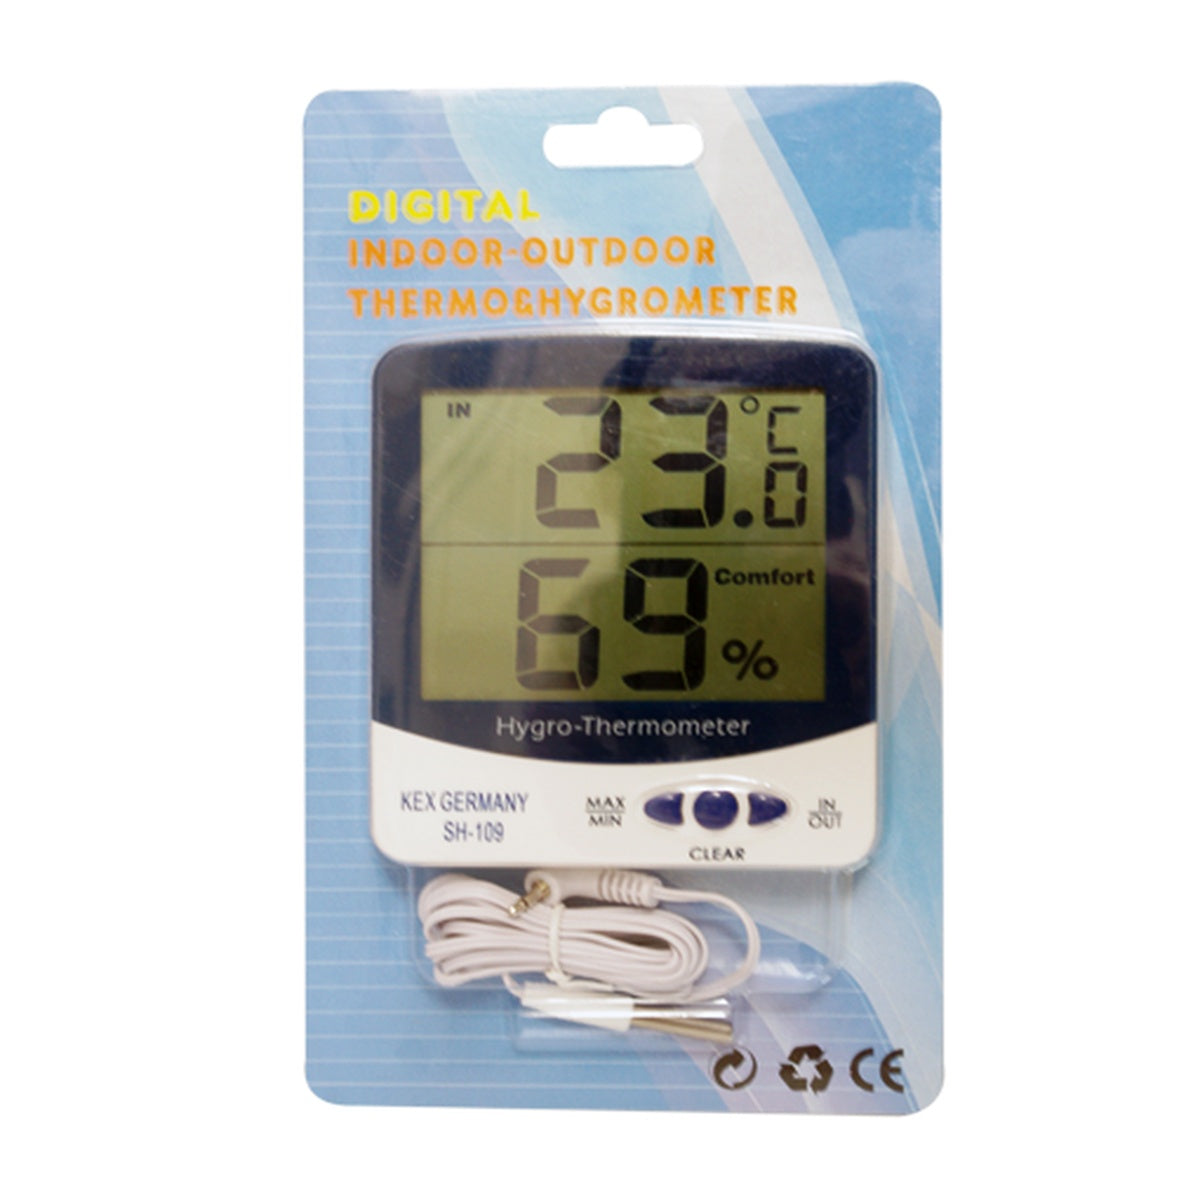 DIGITAL
INDOOR-OUTDOOR
THERMO&HYGROMETER
IN 23.0 °C
Comfort
69 %
Hygro-Thermometer
KEX GERMANY
SH-109
MAX
MIN
CLEAR
IN
OUT
CE